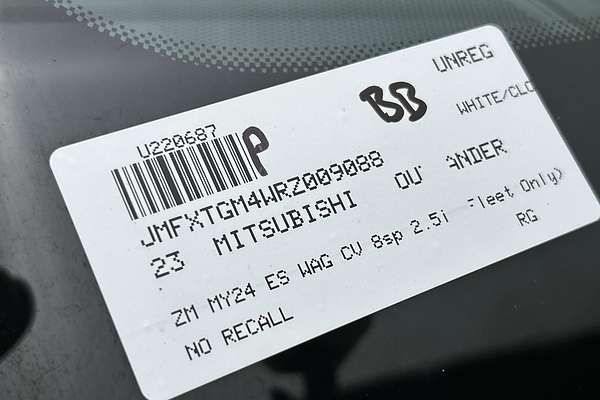 U220687 P BB UNREG
JMFXTGM4WRZ009088 WHITE/CLO
23 MITSUBISHI OU ANDER
ZM MY24 ES WAG CV 8sp 2.5i Fleet Only>
NO RECALL RG